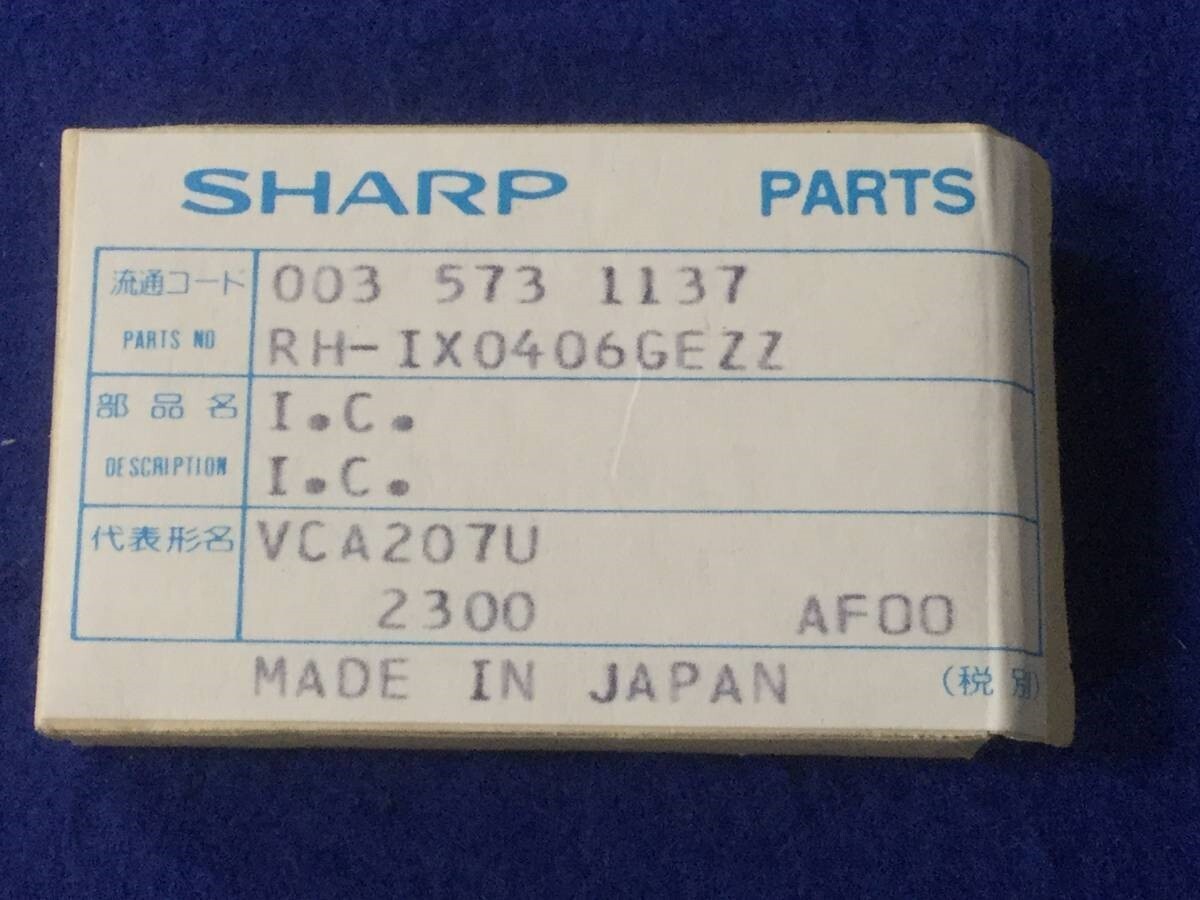 SHARP PARTS
流通コード 003 573 1137
PARTS NO RH-IX0406GEZZ
部品名 I.C.
DESCRIPTION I.C.
代表形名 VCA207U
2300 AF00
MADE IN JAPAN (税別)